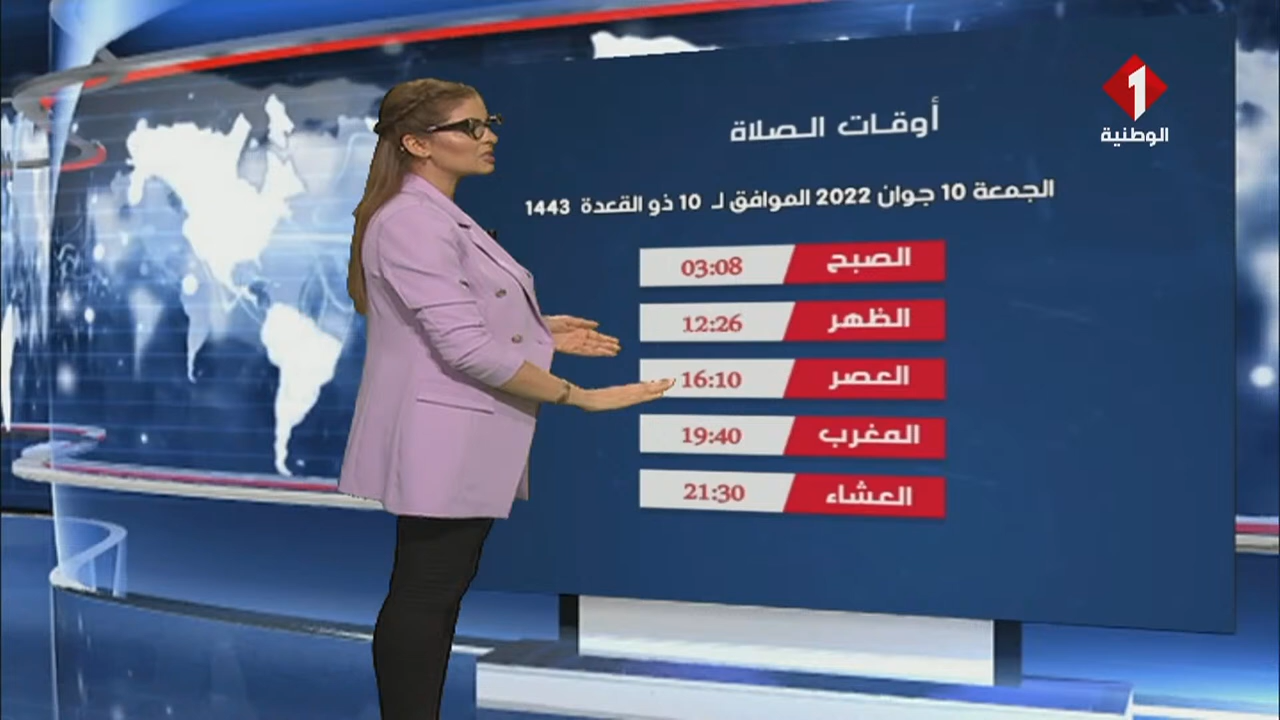 1
الوطنية
أوقات الصلاة
الجمعة 10 جوان 2022 الموافق لـ 10 ذو القعدة 1443
الصبح 03:08
الظهر 12:26
العصر 16:10
المغرب 19:40
العشاء 21:30